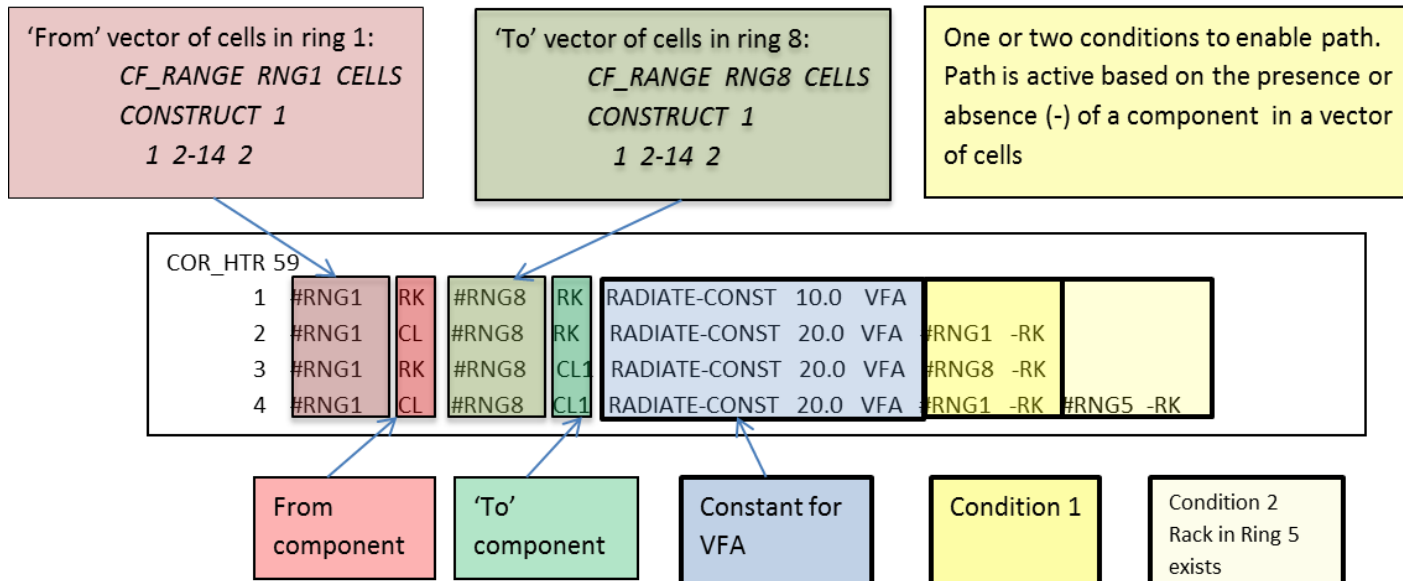 'From' vector of cells in ring 1:
CF_RANGE RNG1 CELLS
CONSTRUCT 1
1 2-14 2
'To' vector of cells in ring 8:
CF_RANGE RNG8 CELLS
CONSTRUCT 1
1 2-14 2
One or two conditions to enable path.
Path is active based on the presence or
absence (-) of a component in a vector
of cells
COR_HTR 59
1 #RNG1 RK #RNG8 RK RADIATE-CONST 10.0 VFA
2 #RNG1 CL #RNG8 RK RADIATE-CONST 20.0 VFA #RNG1 -RK
3 #RNG1 RK #RNG8 CL1 RADIATE-CONST 20.0 VFA #RNG8 -RK
4 #RNG1 CL #RNG8 CL1 RADIATE-CONST 20.0 VFA #RNG1 -RK #RNG5 -RK
From
component
'To'
component
Constant for
VFA
Condition 1
Condition 2
Rack in Ring 5
exists